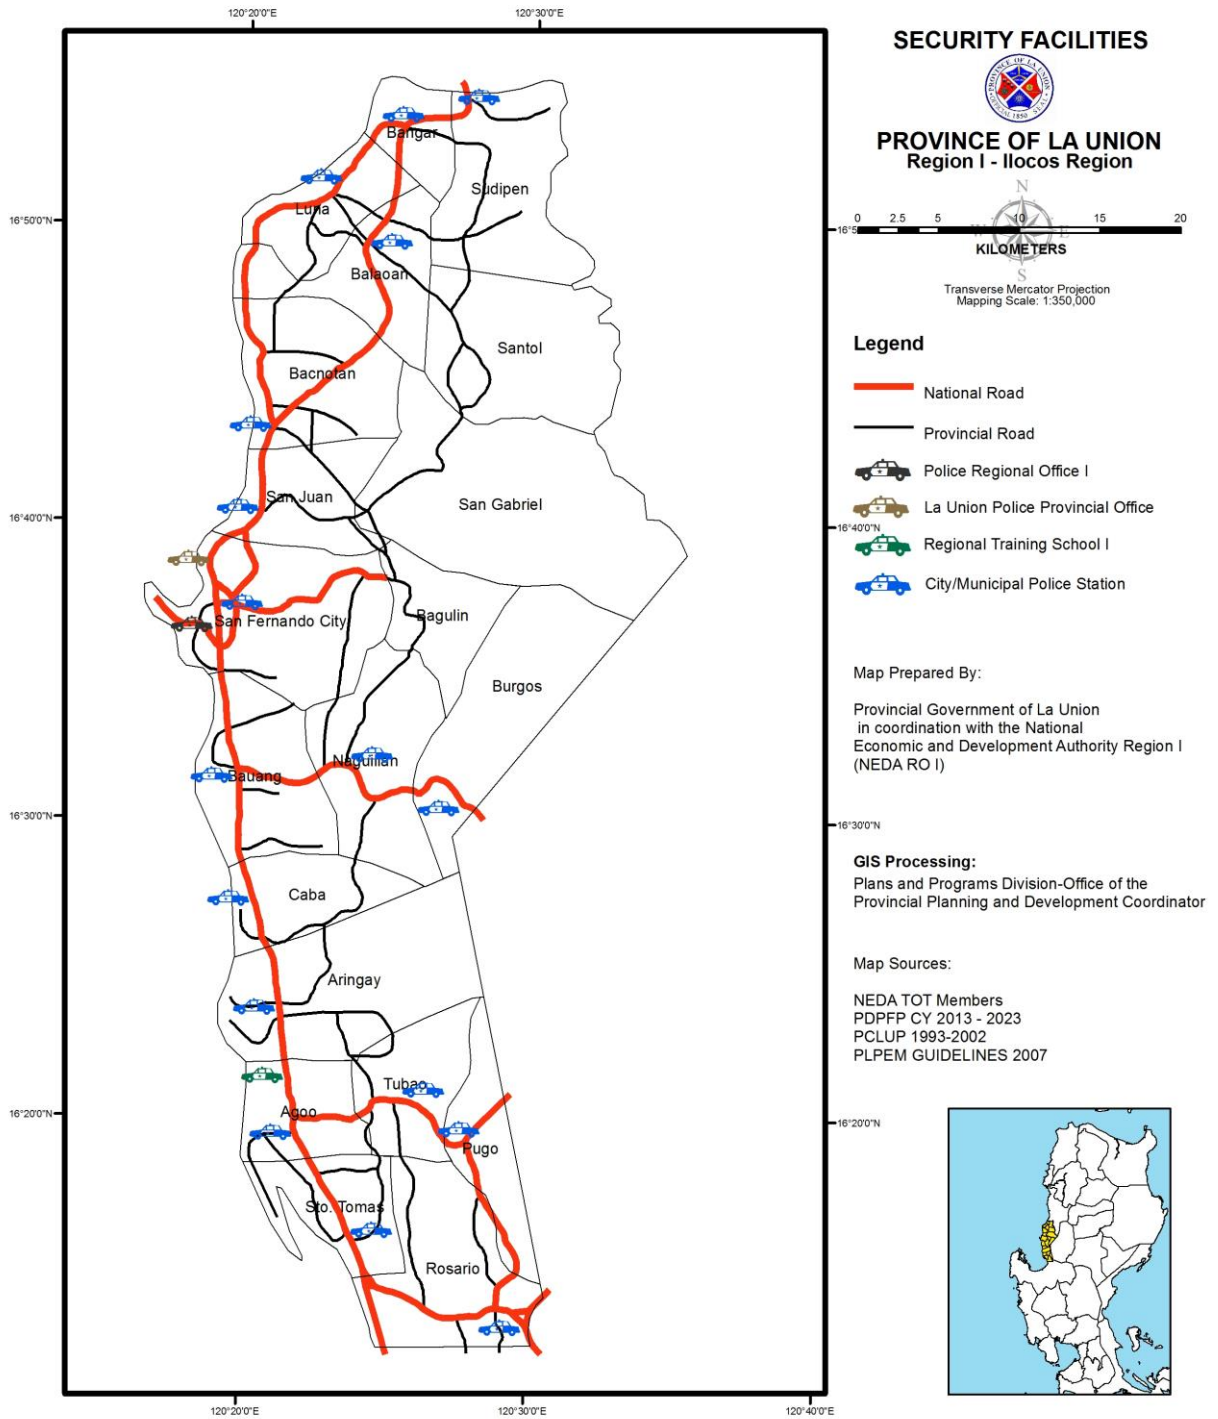 120°20'0"E
120°30'0"E
SECURITY FACILITIES
PROVINCE OF LA UNION
OFFICIAL 1850 SEAL
PROVINCE OF LA UNION
Region I - Ilocos Region
N
0 2.5 5 10 15 20
E
KILOMETERS
S
Transverse Mercator Projection
Mapping Scale: 1:350,000
Legend
National Road
Provincial Road
Police Regional Office I
La Union Police Provincial Office
Regional Training School I
City/Municipal Police Station
Map Prepared By:
Provincial Government of La Union
in coordination with the National
Economic and Development Authority Region I
(NEDA RO I)
GIS Processing:
Plans and Programs Division-Office of the
Provincial Planning and Development Coordinator
Map Sources:
NEDA TOT Members
PDPFP CY 2013 - 2023
PCLUP 1993-2002
PLPEM GUIDELINES 2007
Bangar
Sudipen
Luna
16°50'0"N
Balaoan
Santol
Bacnotan
San Juan
San Gabriel
16°40'0"N
16°40'0"N
Bagulin
San Fernando City
Burgos
Naguilian
Bauang
16°30'0"N
16°30'0"N
Caba
Aringay
Tubao
Agoo
16°20'0"N
16°20'0"N
Pugo
Sto. Tomas
Rosario
120°20'0"E
120°30'0"E
120°40'0"E